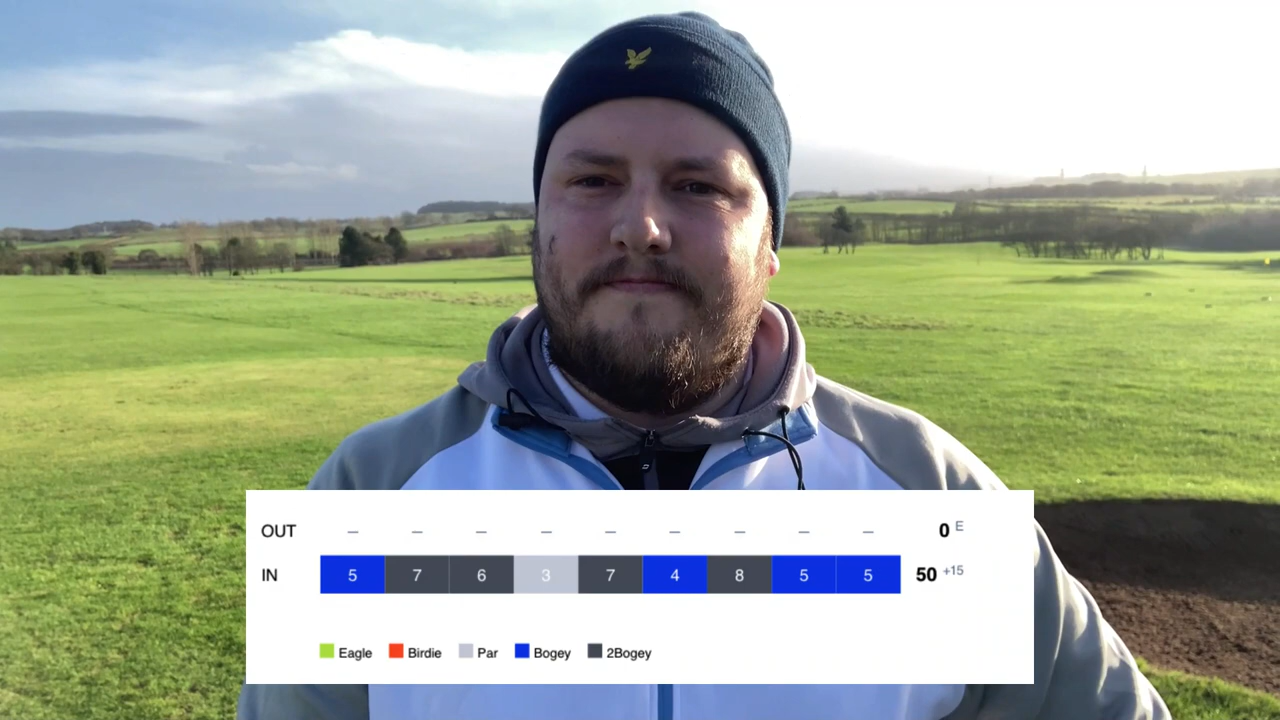 OUT – – – – – – – – – 0 E
IN 5 7 6 3 7 4 8 5 5 50 +15
Eagle Birdie Par Bogey 2Bogey